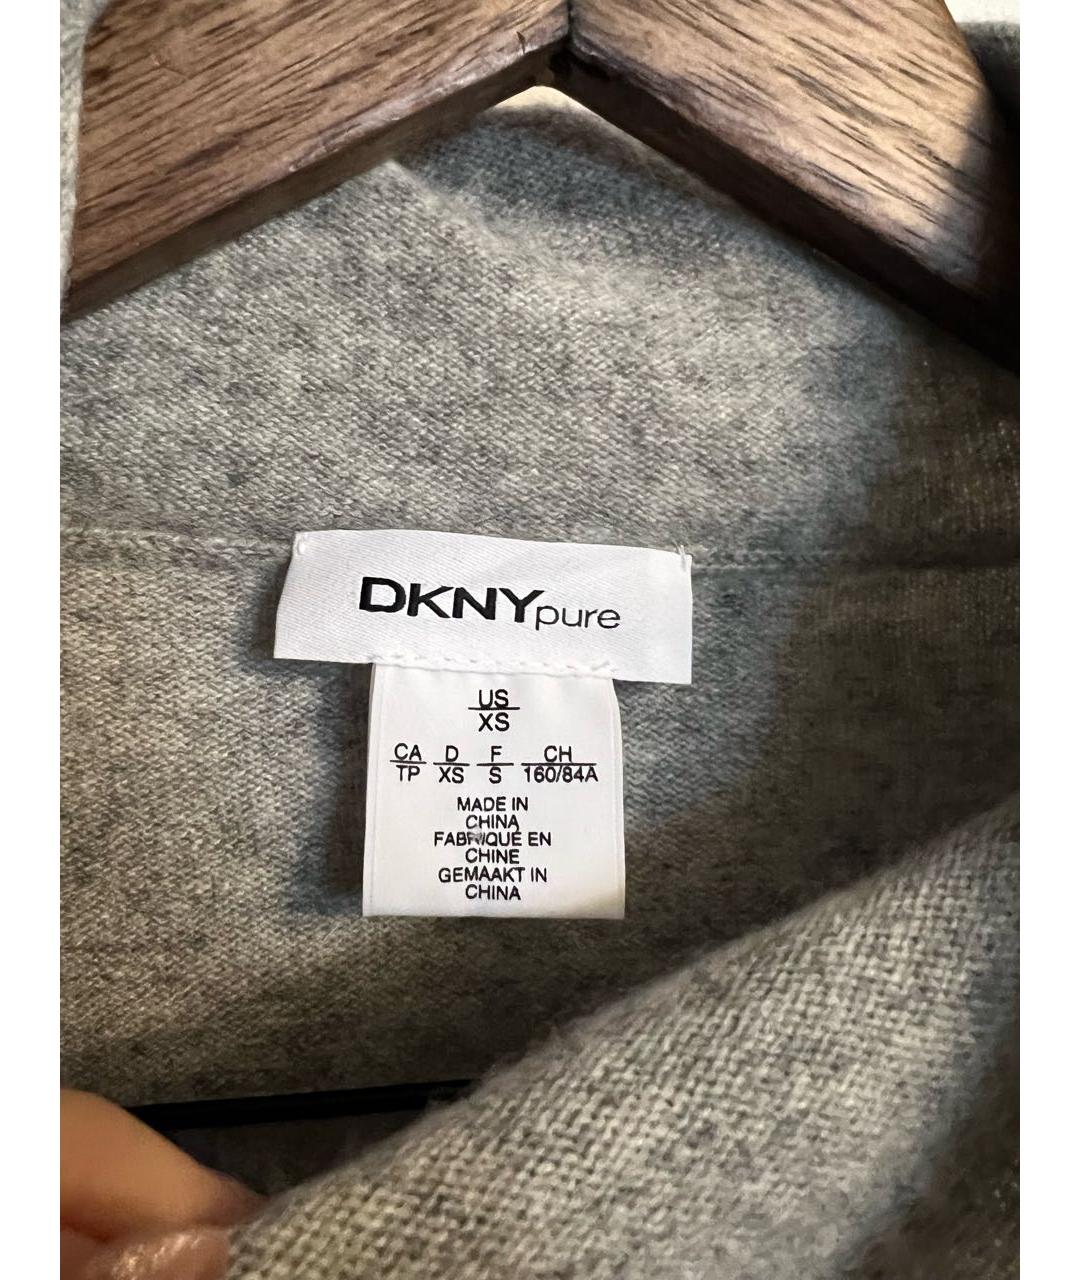 DKNYpure
US
XS
CA D F CH
TP XS S 160/84A
MADE IN
CHINA
FABRIQUÉ EN
CHINE
GEMAAKT IN
CHINA